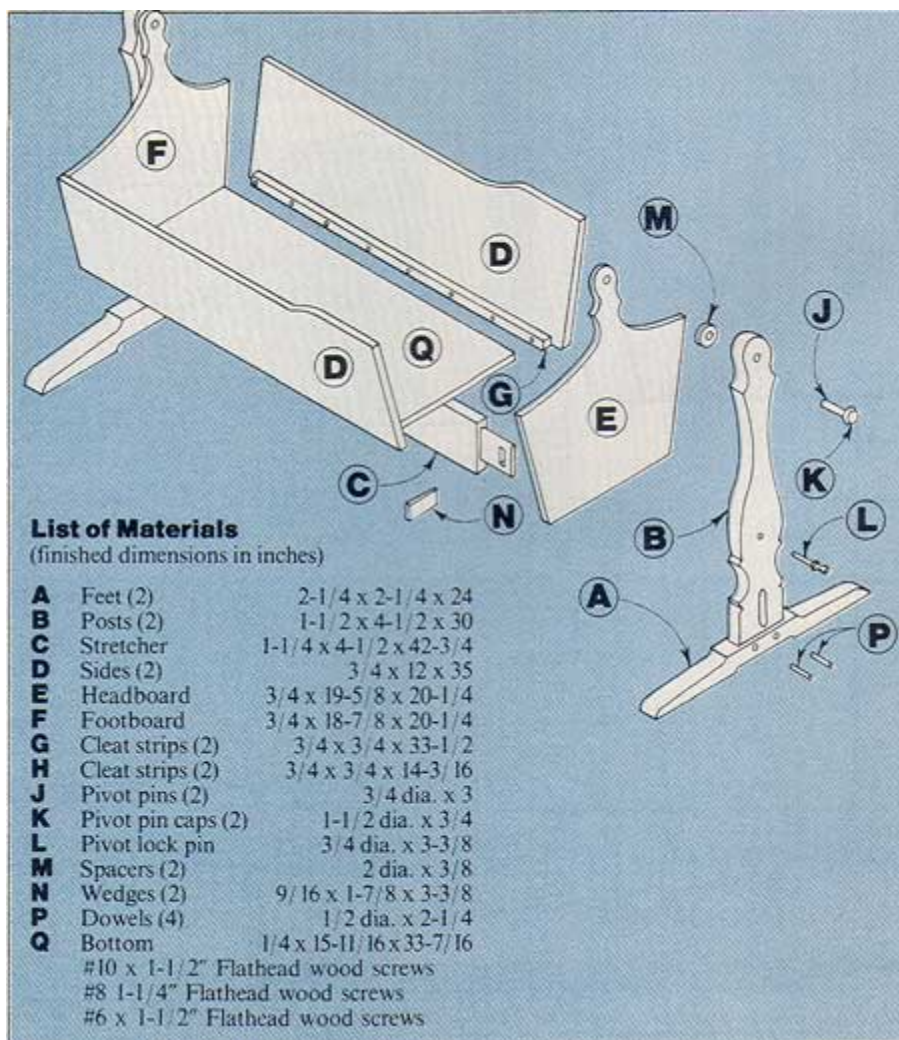 F
D
M
J
Q
G
D
E
K
C
N
B
L
A
P
List of Materials
(finished dimensions in inches)
A Feet (2) 2-1/4 x 2-1/4 x 24
B Posts (2) 1-1/2 x 4-1/2 x 30
C Stretcher 1-1/4 x 4-1/2 x 42-3/4
D Sides (2) 3/4 x 12 x 35
E Headboard 3/4 x 19-5/8 x 20-1/4
F Footboard 3/4 x 18-7/8 x 20-1/4
G Cleat strips (2) 3/4 x 3/4 x 33-1/2
H Cleat strips (2) 3/4 x 3/4 x 14-3/16
J Pivot pins (2) 3/4 dia. x 3
K Pivot pin caps (2) 1-1/2 dia. x 3/4
L Pivot lock pin 3/4 dia. x 3-3/8
M Spacers (2) 2 dia. x 3/8
N Wedges (2) 9/16 x 1-7/8 x 3-3/8
P Dowels (4) 1/2 dia. x 2-1/4
Q Bottom 1/4 x 15-11/16 x 33-7/16
#10 x 1-1/2" Flathead wood screws
#8 1-1/4" Flathead wood screws
#6 x 1-1/2" Flathead wood screws